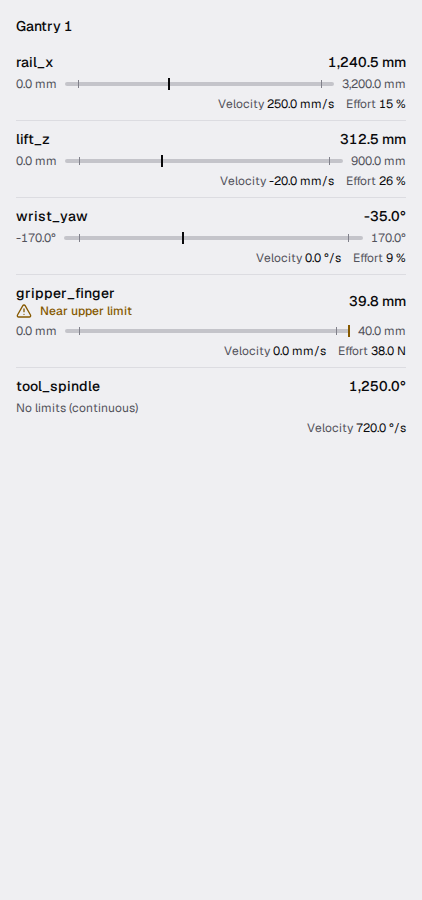 Gantry 1
rail_x 1,240.5 mm
0.0 mm 3,200.0 mm
Velocity 250.0 mm/s Effort 15 %
lift_z 312.5 mm
0.0 mm 900.0 mm
Velocity -20.0 mm/s Effort 26 %
wrist_yaw -35.0°
-170.0° 170.0°
Velocity 0.0 °/s Effort 9 %
gripper_finger 39.8 mm
Near upper limit
0.0 mm 40.0 mm
Velocity 0.0 mm/s Effort 38.0 N
tool_spindle 1,250.0°
No limits (continuous)
Velocity 720.0 °/s